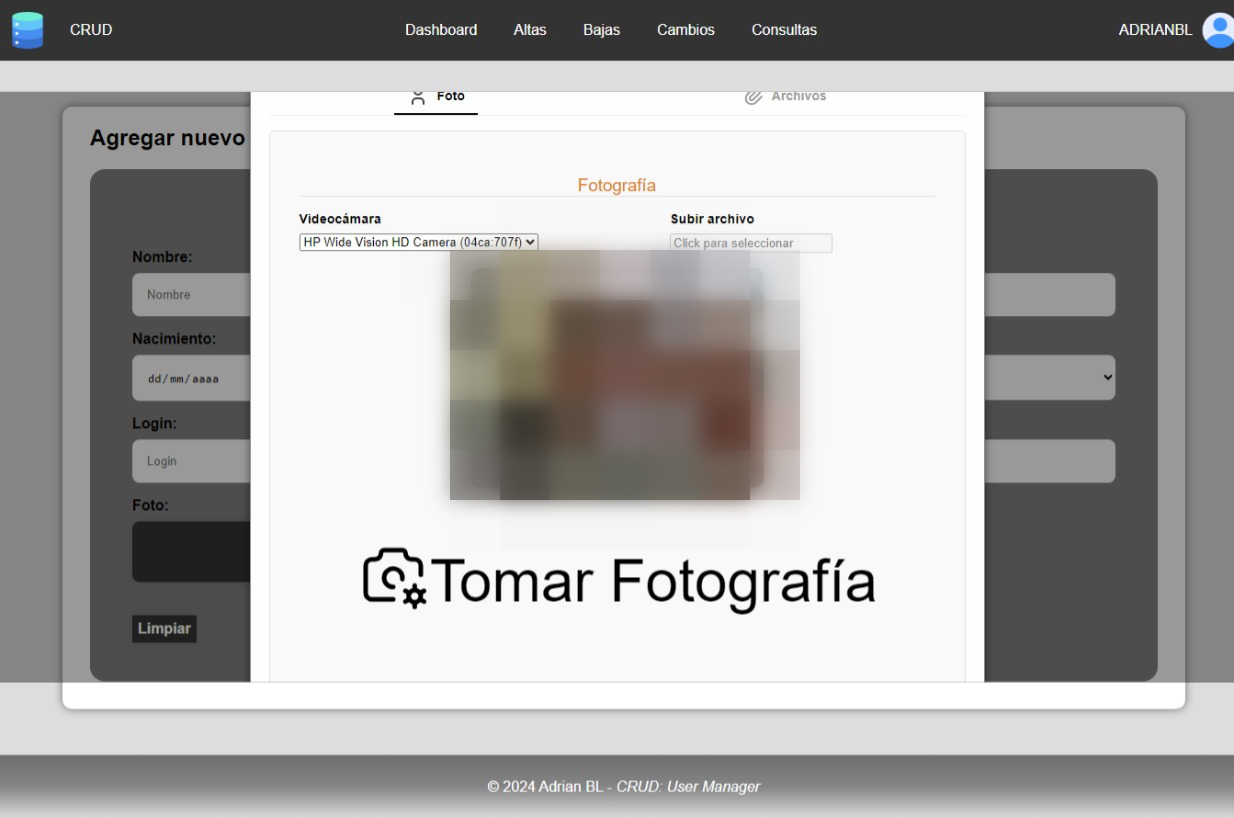 CRUD Dashboard Altas Bajas Cambios Consultas ADRIANBL
Foto Archivos
Agregar nuevo
Fotografía
Videocámara Subir archivo
HP Wide Vision HD Camera (04ca:707f) Click para seleccionar
Nombre:
Nombre
Nacimiento:
dd/mm/aaaa
Login:
Login
Foto:
Tomar Fotografía
Limpiar
© 2024 Adrian BL - CRUD: User Manager